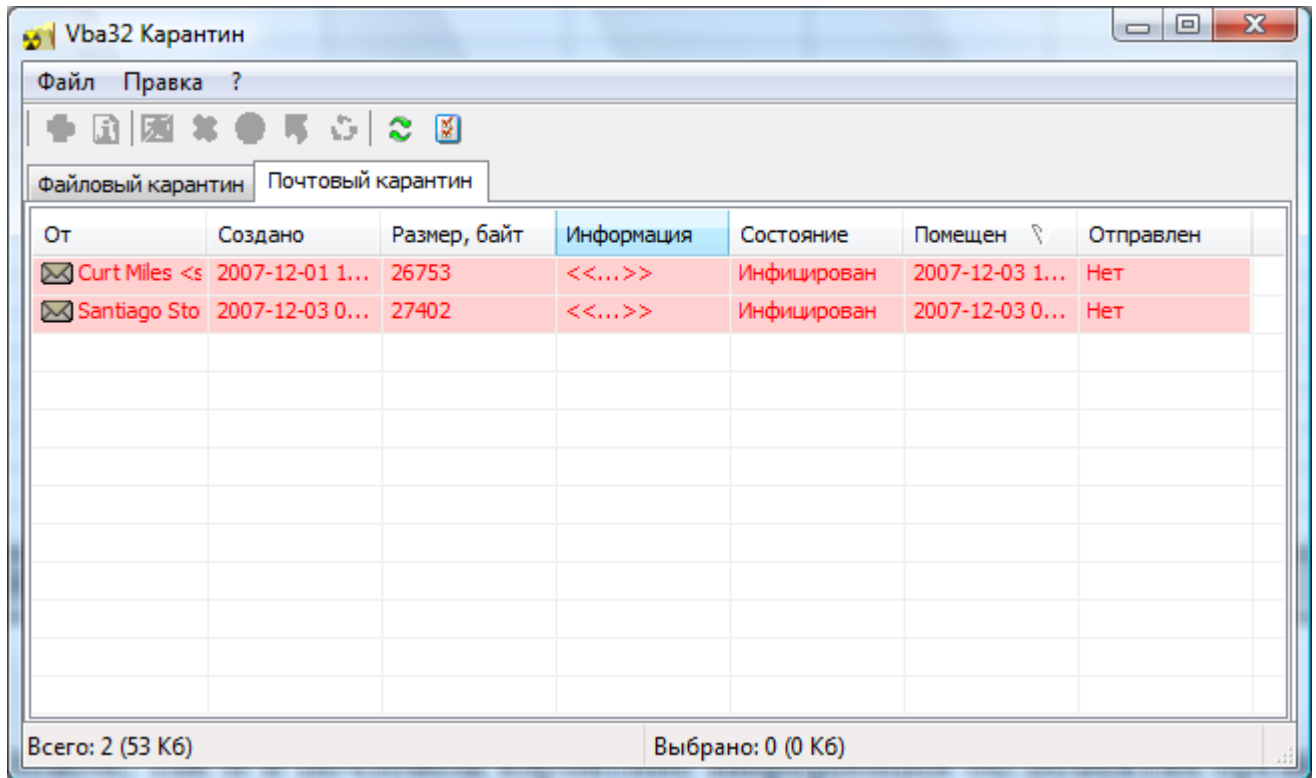 Vba32 Карантин
Файл Правка ?
Файловый карантин Почтовый карантин
От Создано Размер, байт Информация Состояние Помещен Отправлен
Curt Miles <s 2007-12-01 1... 26753 <<...>> Инфицирован 2007-12-03 1... Нет
Santiago Sto 2007-12-03 0... 27402 <<...>> Инфицирован 2007-12-03 0... Нет
Всего: 2 (53 Кб) Выбрано: 0 (0 Кб)